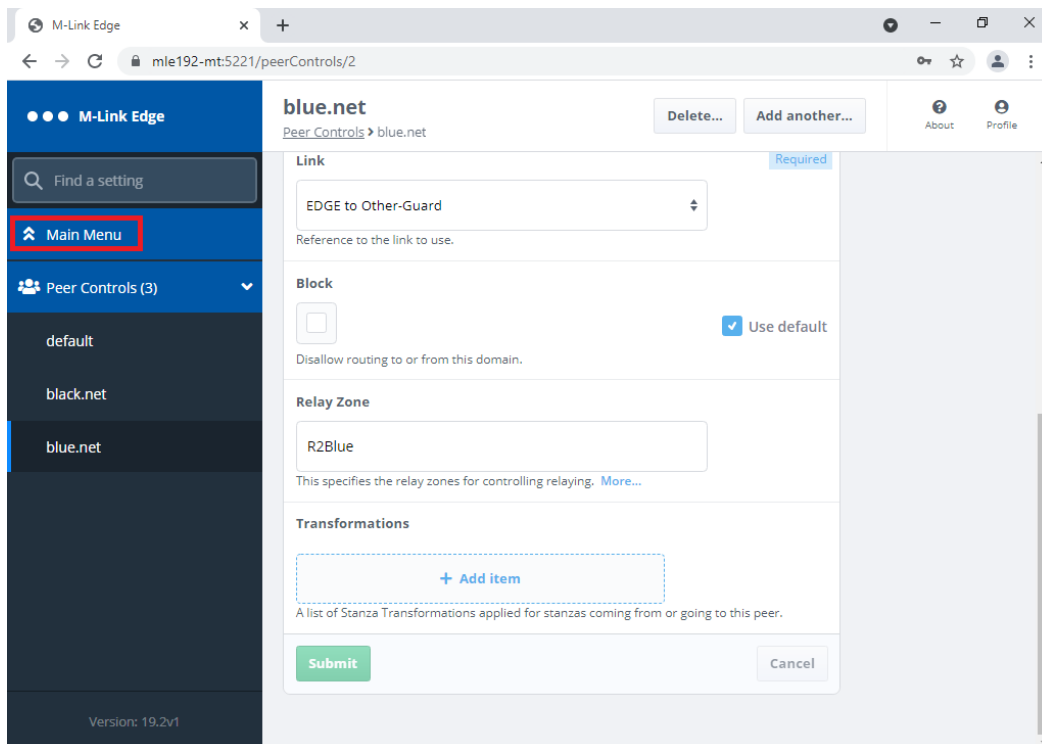 M-Link Edge
mle192-mt:5221/peerControls/2
M-Link Edge
blue.net
Peer Controls > blue.net
Delete...
Add another...
About
Profile
Find a setting
Main Menu
Peer Controls (3)
default
black.net
blue.net
Version: 19.2v1
Link
Required
EDGE to Other-Guard
Reference to the link to use.
Block
Use default
Disallow routing to or from this domain.
Relay Zone
R2Blue
This specifies the relay zones for controlling relaying. More...
Transformations
+ Add item
A list of Stanza Transformations applied for stanzas coming from or going to this peer.
Submit
Cancel